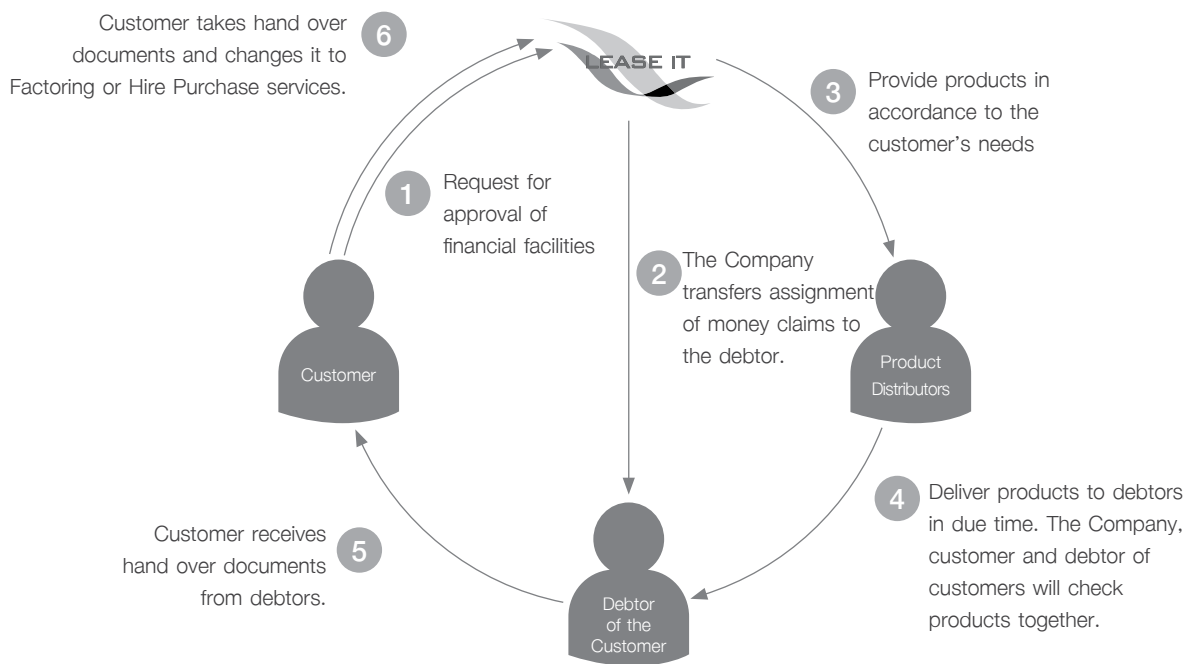 Customer takes hand over
documents and changes it to
Factoring or Hire Purchase services.
6
LEASE IT
3
Provide products in
accordance to the
customer's needs
1
Request for
approval of
financial facilities
2
The Company
transfers assignment
of money claims to
the debtor.
Customer
Product
Distributors
4
Deliver products to debtors
in due time. The Company,
customer and debtor of
customers will check
products together.
Customer receives
hand over documents
from debtors.
5
Debtor
of the
Customer